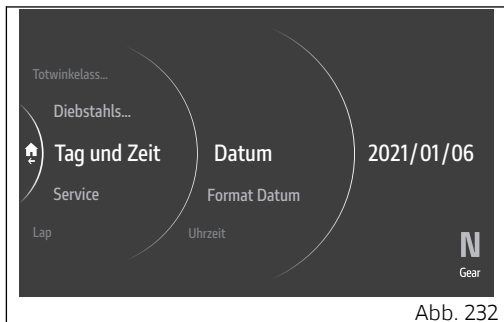 Totwinkelass...
Diebstahls...
Tag und Zeit
Datum
2021/01/06
Service
Format Datum
Lap
Uhrzeit
N
Gear
Abb. 232